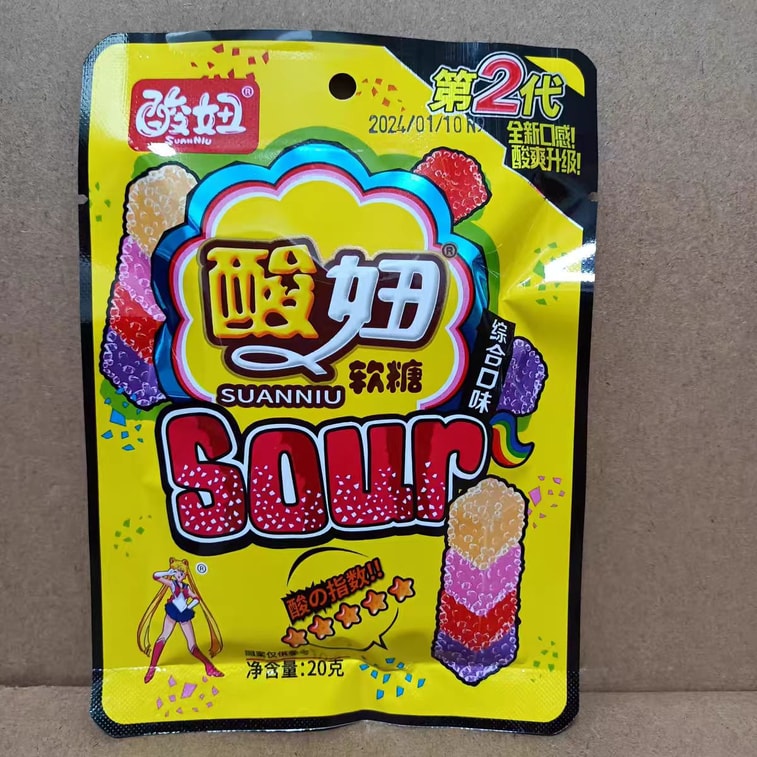 酸妞®
SUANNIU
第2代
2024/01/10
全新口感!
酸爽升级!
酸妞®
SUANNIU 软糖
综合口味
Sour
®
酸の指数!!
图案仅供参考
净含量:20克